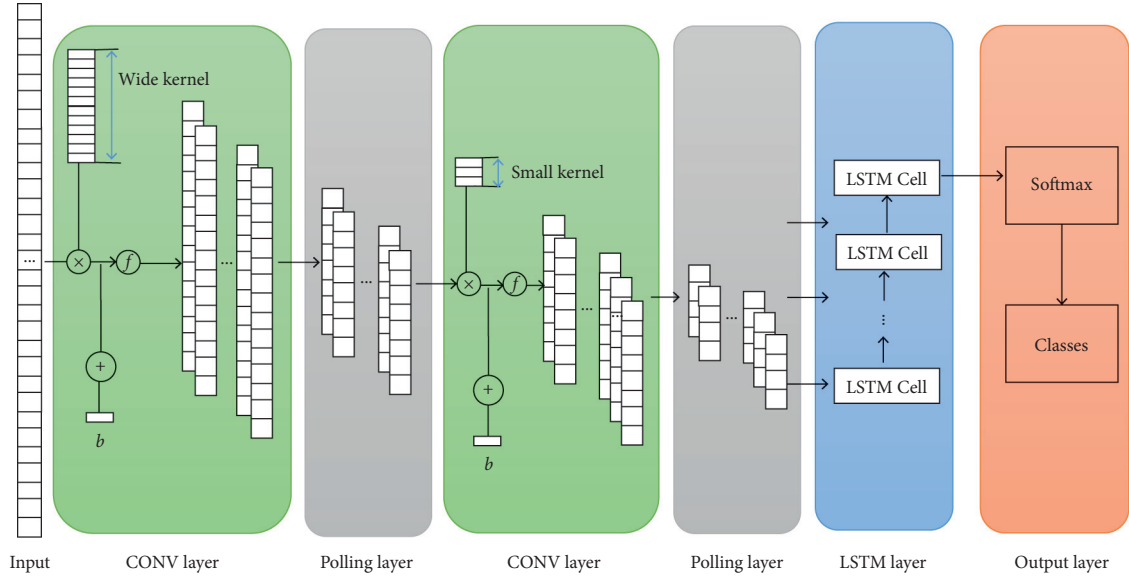 Wide kernel
...
×
f
...
+
b
...
Small kernel
×
f
...
...
+
b
...
LSTM Cell
LSTM Cell
...
LSTM Cell
Softmax
Classes
Input
CONV layer
Polling layer
CONV layer
Polling layer
LSTM layer
Output layer